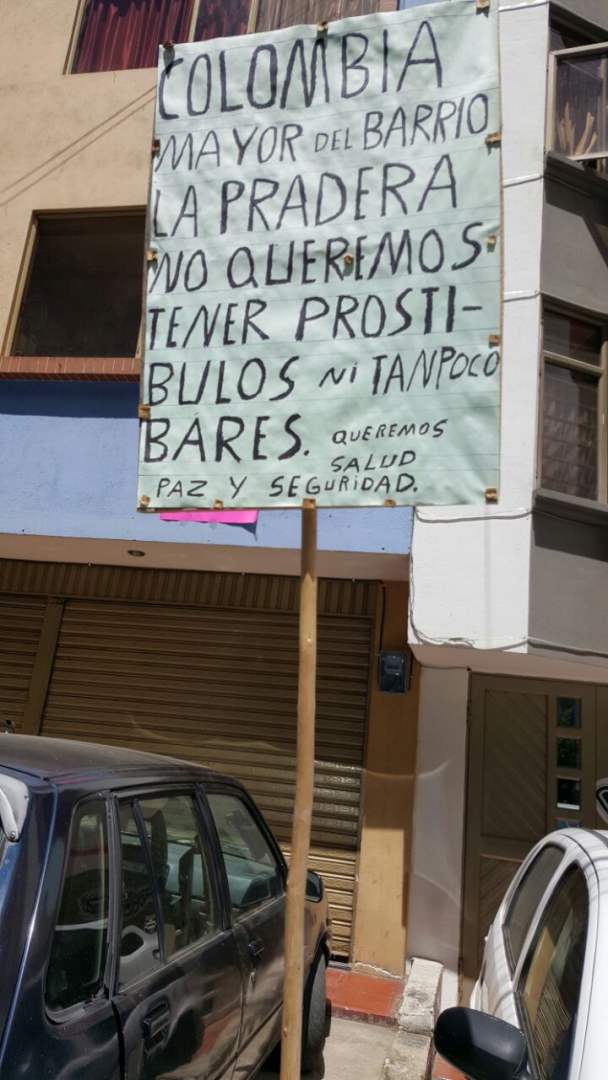 COLOMBIA
MAYOR DEL BARRIO
LA PRADERA
NO QUEREMOS
TENER PROSTI-
BULOS Ni TANPOCO
BARES. QUEREMOS
SALUD
PAZ Y SEGURiDAD.